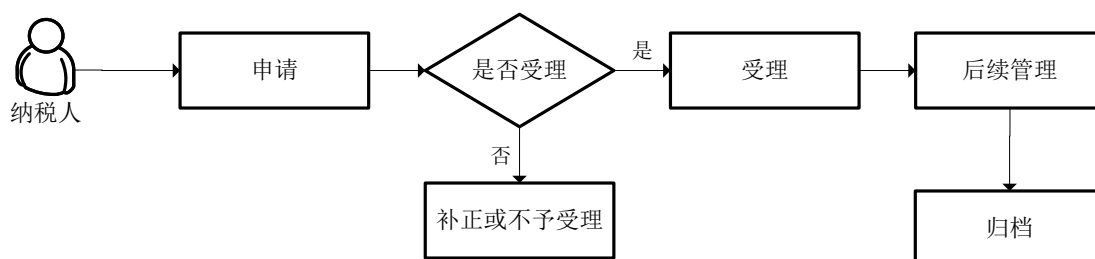 纳税人
申请
是否受理
是
受理
后续管理
否
补正或不予受理
归档